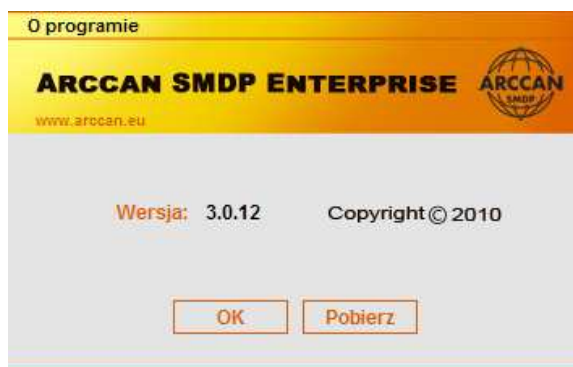 O programie
ARCCAN SMDP ENTERPRISE
ARCCAN
SMDP
www.arccan.eu
Wersja: 3.0.12 Copyright © 2010
OK Pobierz